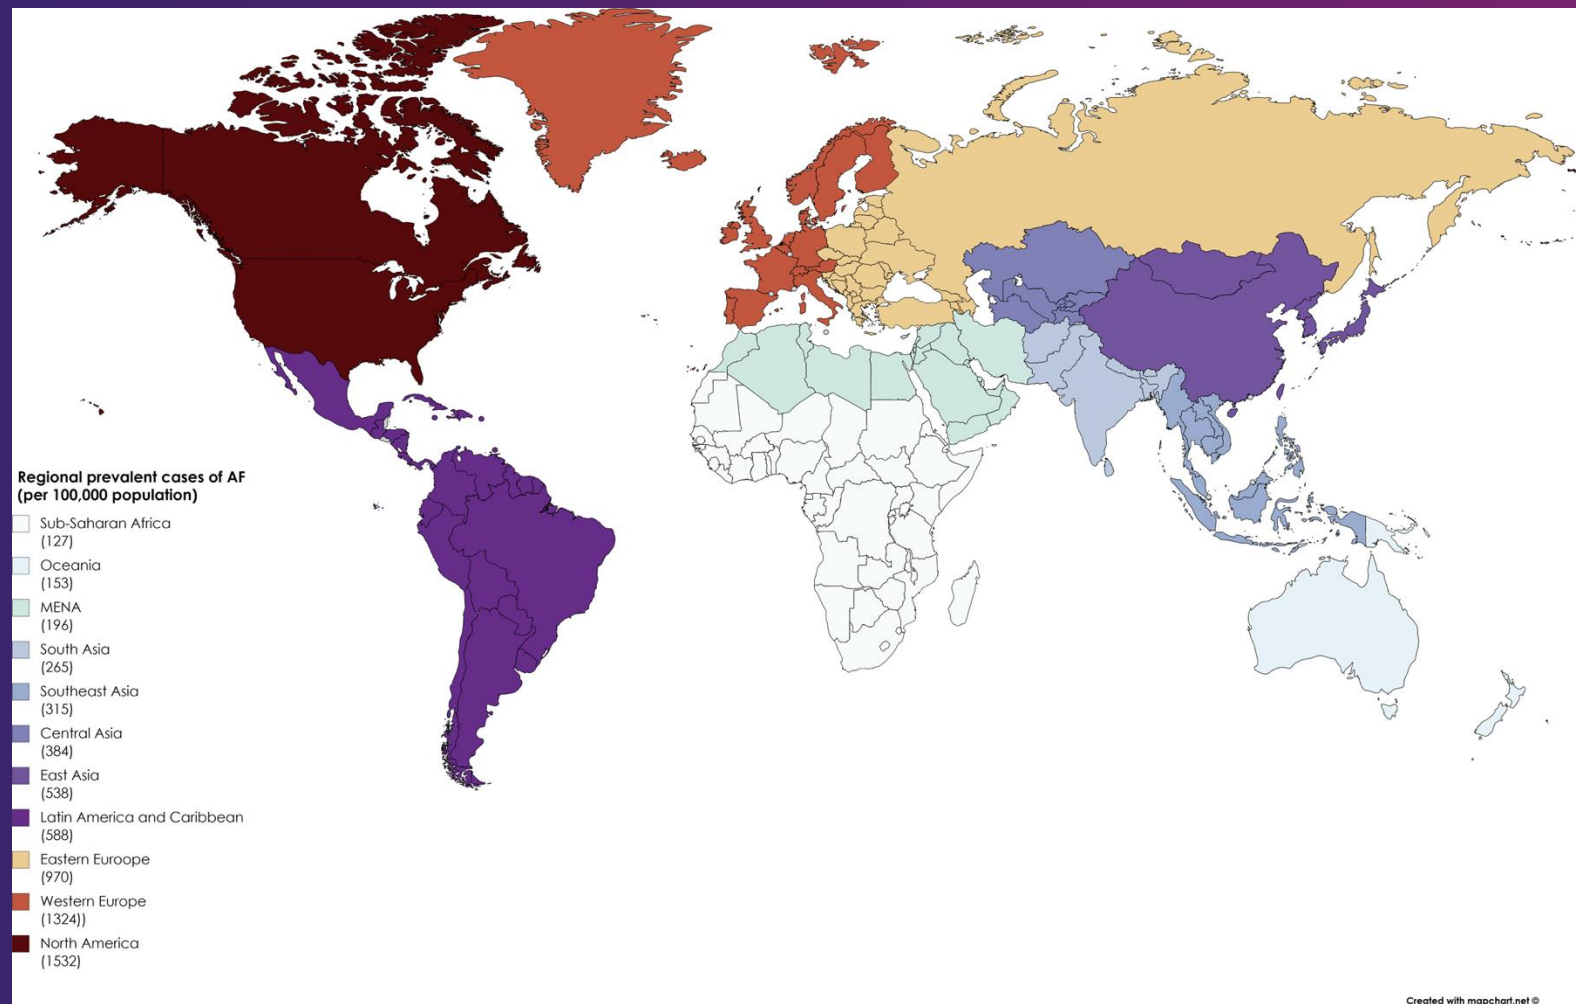 Regional prevalent cases of AF
(per 100,000 population)
Sub-Saharan Africa
(127)
Oceania
(153)
MENA
(196)
South Asia
(265)
Southeast Asia
(315)
Central Asia
(384)
East Asia
(538)
Latin America and Caribbean
(588)
Eastern Euroope
(970)
Western Europe
(1324))
North America
(1532)
Created with mapchart.net ©